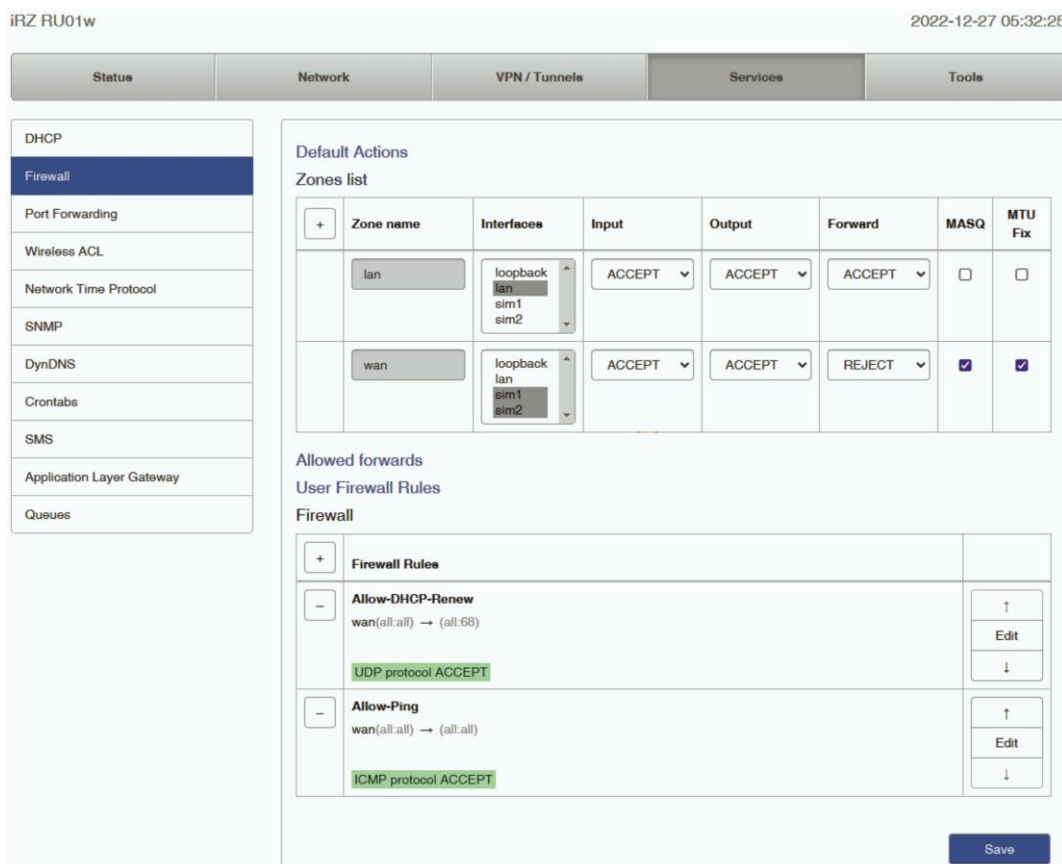 iRZ RU01w 2022-12-27 05:32:25
Status Network VPN / Tunnels Services Tools
DHCP
Firewall
Port Forwarding
Wireless ACL
Network Time Protocol
SNMP
DynDNS
Crontabs
SMS
Application Layer Gateway
Queues
Default Actions
Zones list
+ Zone name Interfaces Input Output Forward MASQ MTU Fix
lan loopback ACCEPT ACCEPT ACCEPT
lan
sim1
sim2
wan loopback ACCEPT ACCEPT REJECT
lan
sim1
sim2
Allowed forwards
User Firewall Rules
Firewall
+ Firewall Rules
- Allow-DHCP-Renew ↑
wan(all:all) → (all:68) Edit
UDP protocol ACCEPT ↓
- Allow-Ping ↑
wan(all:all) → (all:all) Edit
ICMP protocol ACCEPT ↓
Save